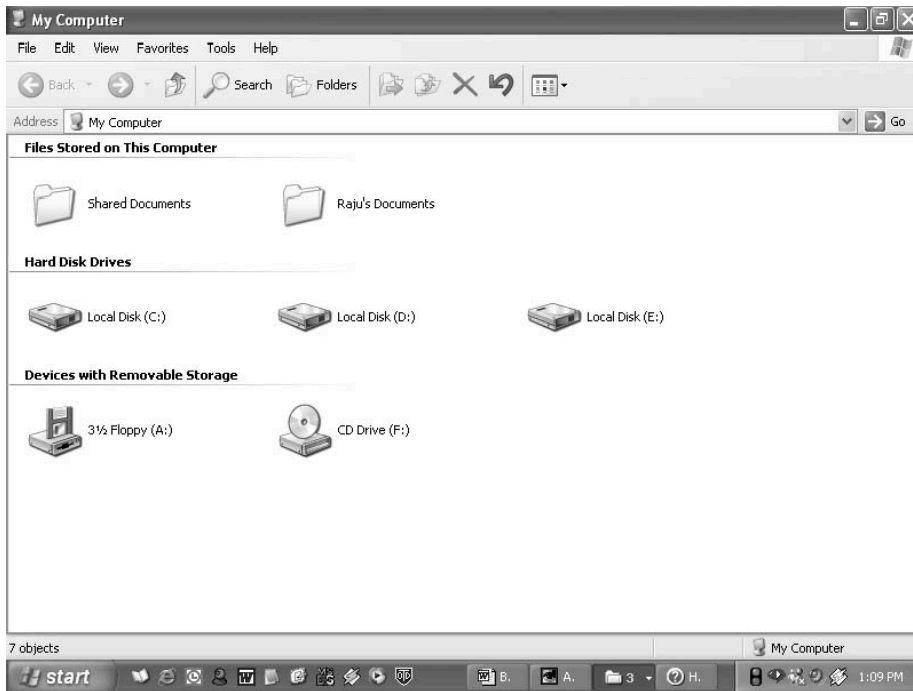 My Computer
File Edit View Favorites Tools Help
Back Search Folders
Address My Computer Go
Files Stored on This Computer
Shared Documents Raju's Documents
Hard Disk Drives
Local Disk (C:) Local Disk (D:) Local Disk (E:)
Devices with Removable Storage
3½ Floppy (A:) CD Drive (F:)
7 objects My Computer
start B. A. 3 H. 1:09 PM